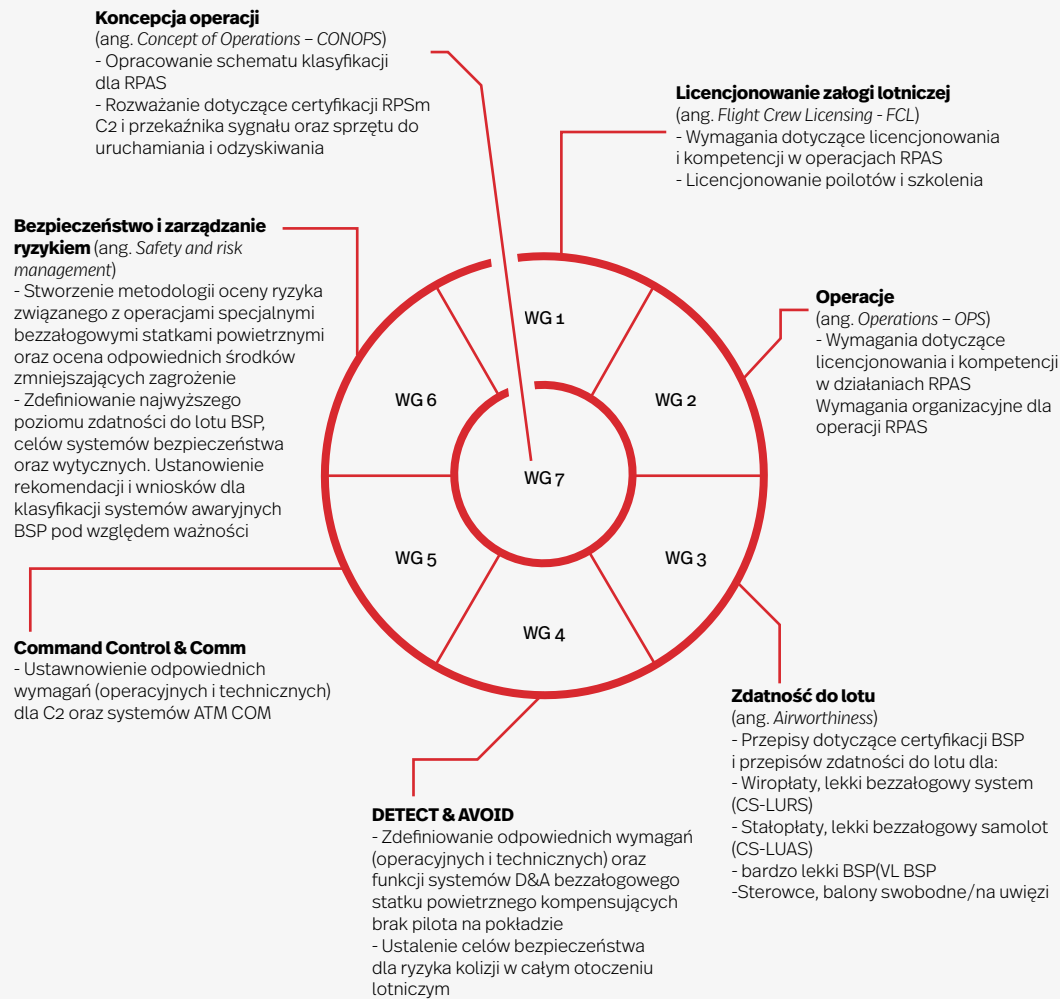 Koncepcja operacji
(ang. Concept of Operations – CONOPS)
- Opracowanie schematu klasyfikacji
dla RPAS
- Rozważanie dotyczące certyfikacji RPSm
C2 i przekaźnika sygnału oraz sprzętu do
uruchamiania i odzyskiwania
Licencjonowanie załogi lotniczej
(ang. Flight Crew Licensing - FCL)
- Wymagania dotyczące licencjonowania
i kompetencji w operacjach RPAS
- Licencjonowanie poilotów i szkolenia
Bezpieczeństwo i zarządzanie
ryzykiem (ang. Safety and risk
management)
- Stworzenie metodologii oceny ryzyka
związanego z operacjami specjalnymi
bezzałogowymi statkami powietrznymi
oraz ocena odpowiednich środków
zmniejszających zagrożenie
- Zdefiniowanie najwyższego
poziomu zdatności do lotu BSP,
celów systemów bezpieczeństwa
oraz wytycznych. Ustanowienie
rekomendacji i wniosków dla
klasyfikacji systemów awaryjnych
BSP pod względem ważności
Operacje
(ang. Operations – OPS)
- Wymagania dotyczące
licencjonowania i kompetencji
w działaniach RPAS
Wymagania organizacyjne dla
operacji RPAS
WG 1
WG 6
WG 2
WG 7
WG 5
WG 3
WG 4
Command Control & Comm
- Ustawnowienie odpowiednich
wymagań (operacyjnych i technicznych)
dla C2 oraz systemów ATM COM
Zdatność do lotu
(ang. Airworthiness)
- Przepisy dotyczące certyfikacji BSP
i przepisów zdatności do lotu dla:
- Wiropłaty, lekki bezzałogowy system
(CS-LURS)
- Stałopłaty, lekki bezzałogowy samolot
(CS-LUAS)
- bardzo lekki BSP(VL BSP
-Sterowce, balony swobodne/na uwięzi
DETECT & AVOID
- Zdefiniowanie odpowiednich wymagań
(operacyjnych i technicznych) oraz
funkcji systemów D&A bezzałogowego
statku powietrznego kompensujących
brak pilota na pokładzie
- Ustalenie celów bezpieczeństwa
dla ryzyka kolizji w całym otoczeniu
lotniczym